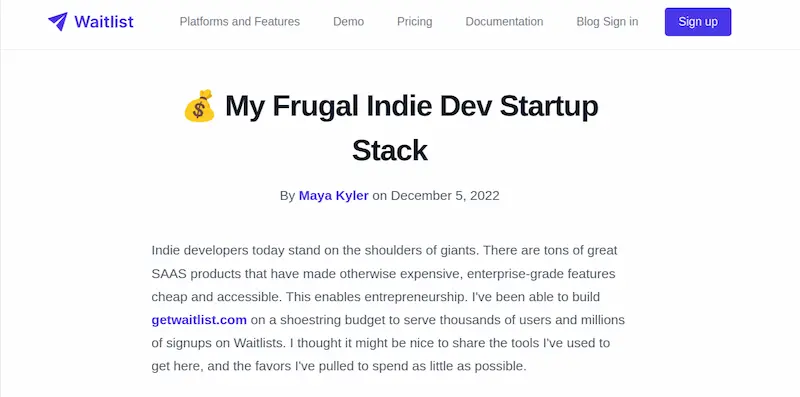 Waitlist Platforms and Features Demo Pricing Documentation Blog Sign in Sign up
💰 My Frugal Indie Dev Startup
Stack
By Maya Kyler on December 5, 2022
Indie developers today stand on the shoulders of giants. There are tons of great
SAAS products that have made otherwise expensive, enterprise-grade features
cheap and accessible. This enables entrepreneurship. I've been able to build
getwaitlist.com on a shoestring budget to serve thousands of users and millions
of signups on Waitlists. I thought it might be nice to share the tools I've used to
get here, and the favors I've pulled to spend as little as possible.